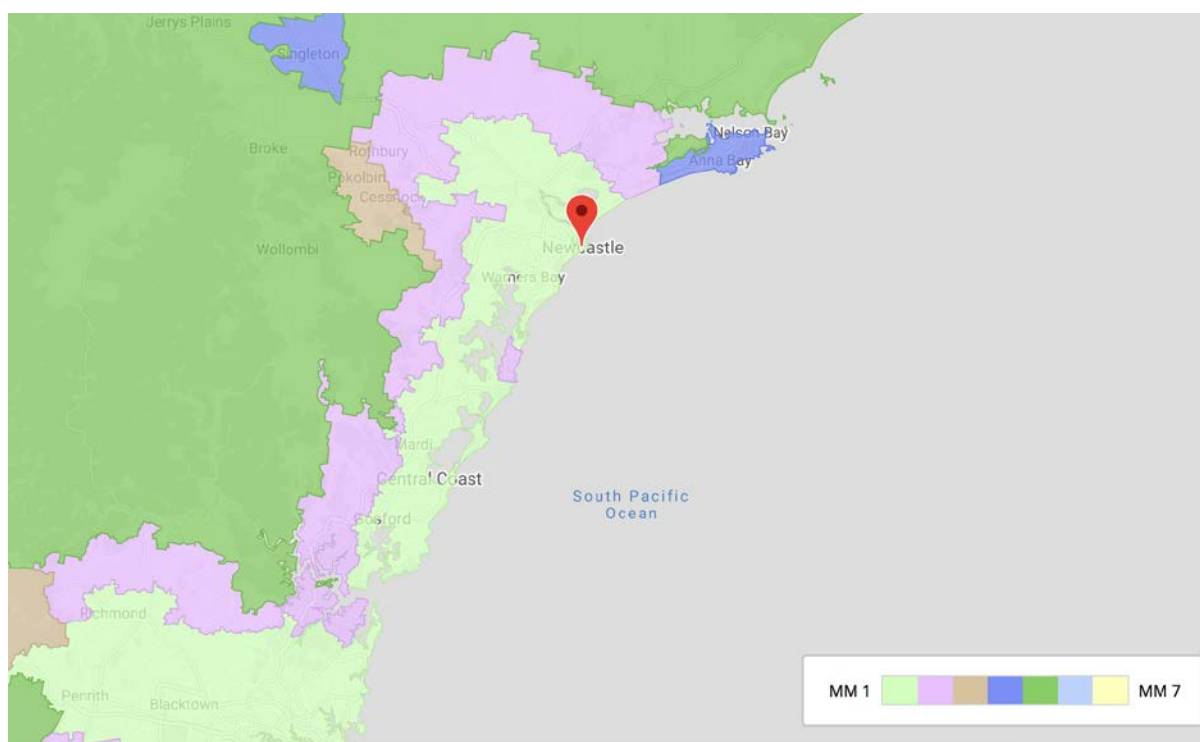 Jerrys Plains
Singleton
Nelson Bay
Broke
Rothbury
Anna Bay
Pokolbin
Cessnock
Newcastle
Wollombi
Warners Bay
Mardi
Central Coast
South Pacific
Ocean
Gosford
Richmond
MM 1
MM 7
Penrith
Blacktown